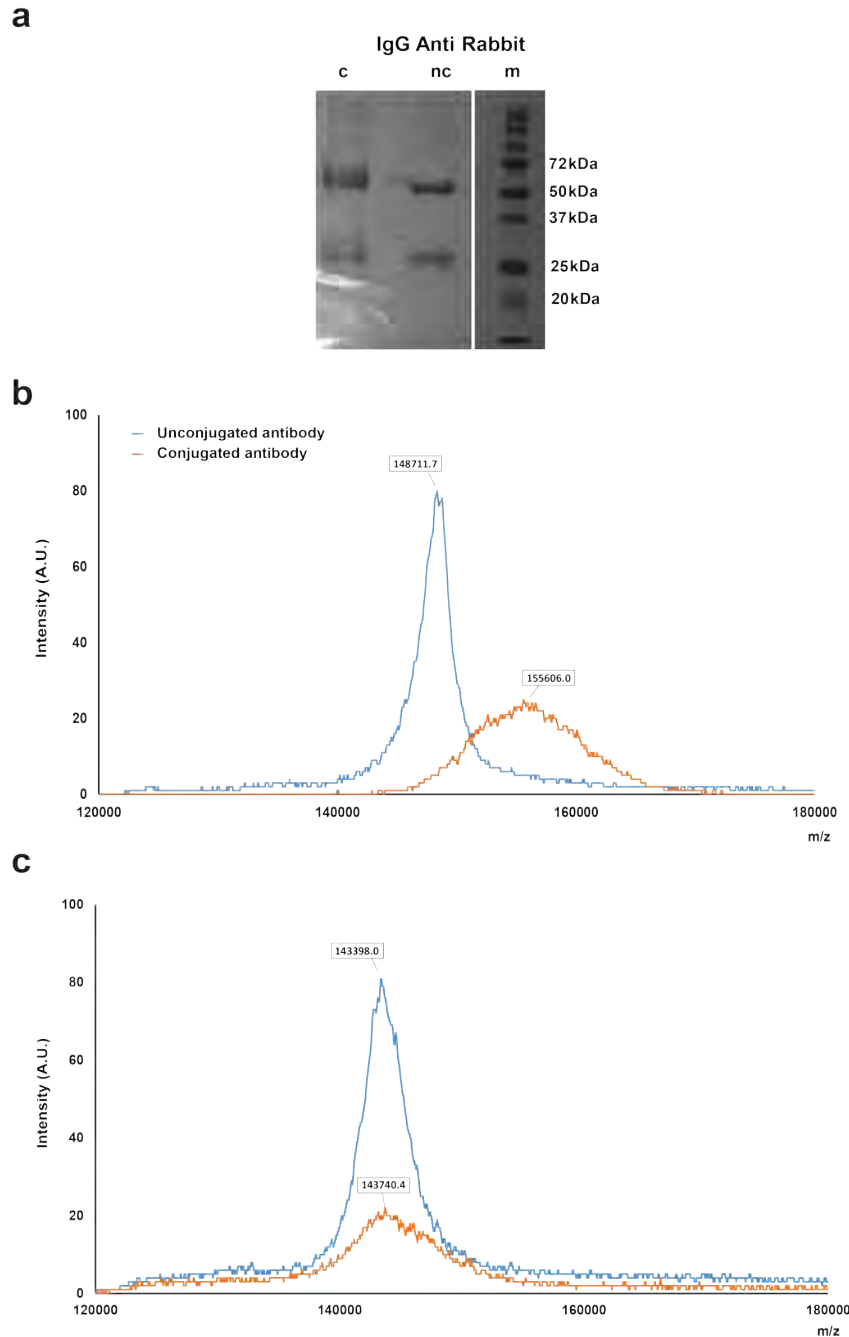 a
IgG Anti Rabbit
c nc m
72kDa
50kDa
37kDa
25kDa
20kDa
b
100
Unconjugated antibody
Conjugated antibody
148711.7
80
60
Intensity (A.U.)
40
155606.0
20
0
120000 140000 160000 180000
m/z
c
100
143398.0
80
60
Intensity (A.U.)
40
143740.4
20
0
120000 140000 160000 180000
m/z